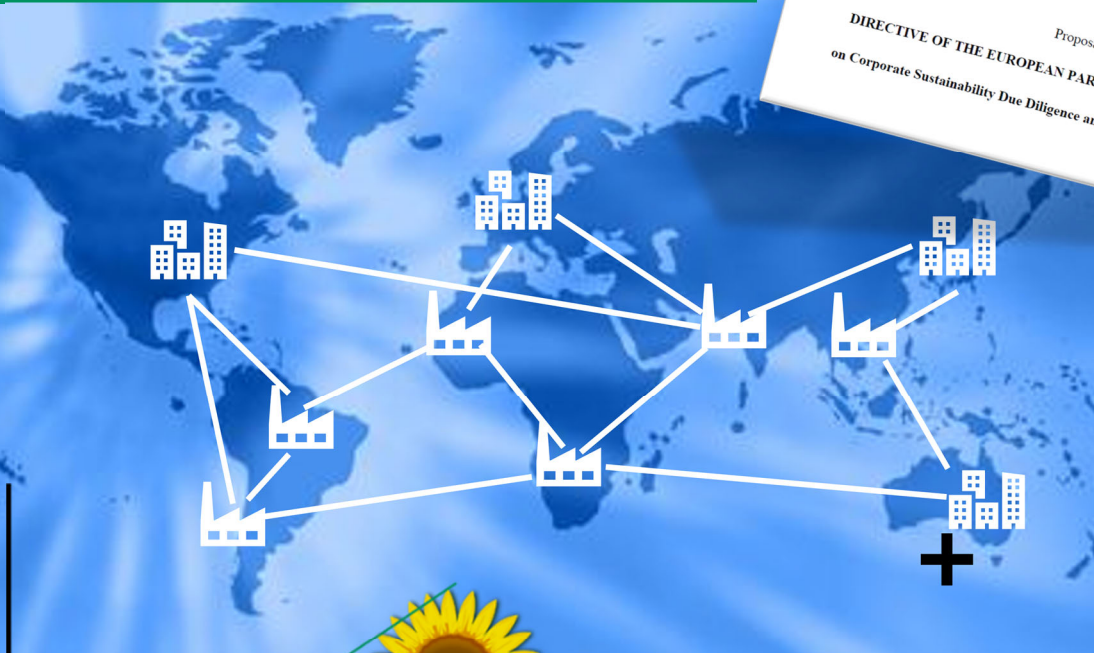 Propos
DIRECTIVE OF THE EUROPEAN PAR
on Corporate Sustainability Due Diligence an